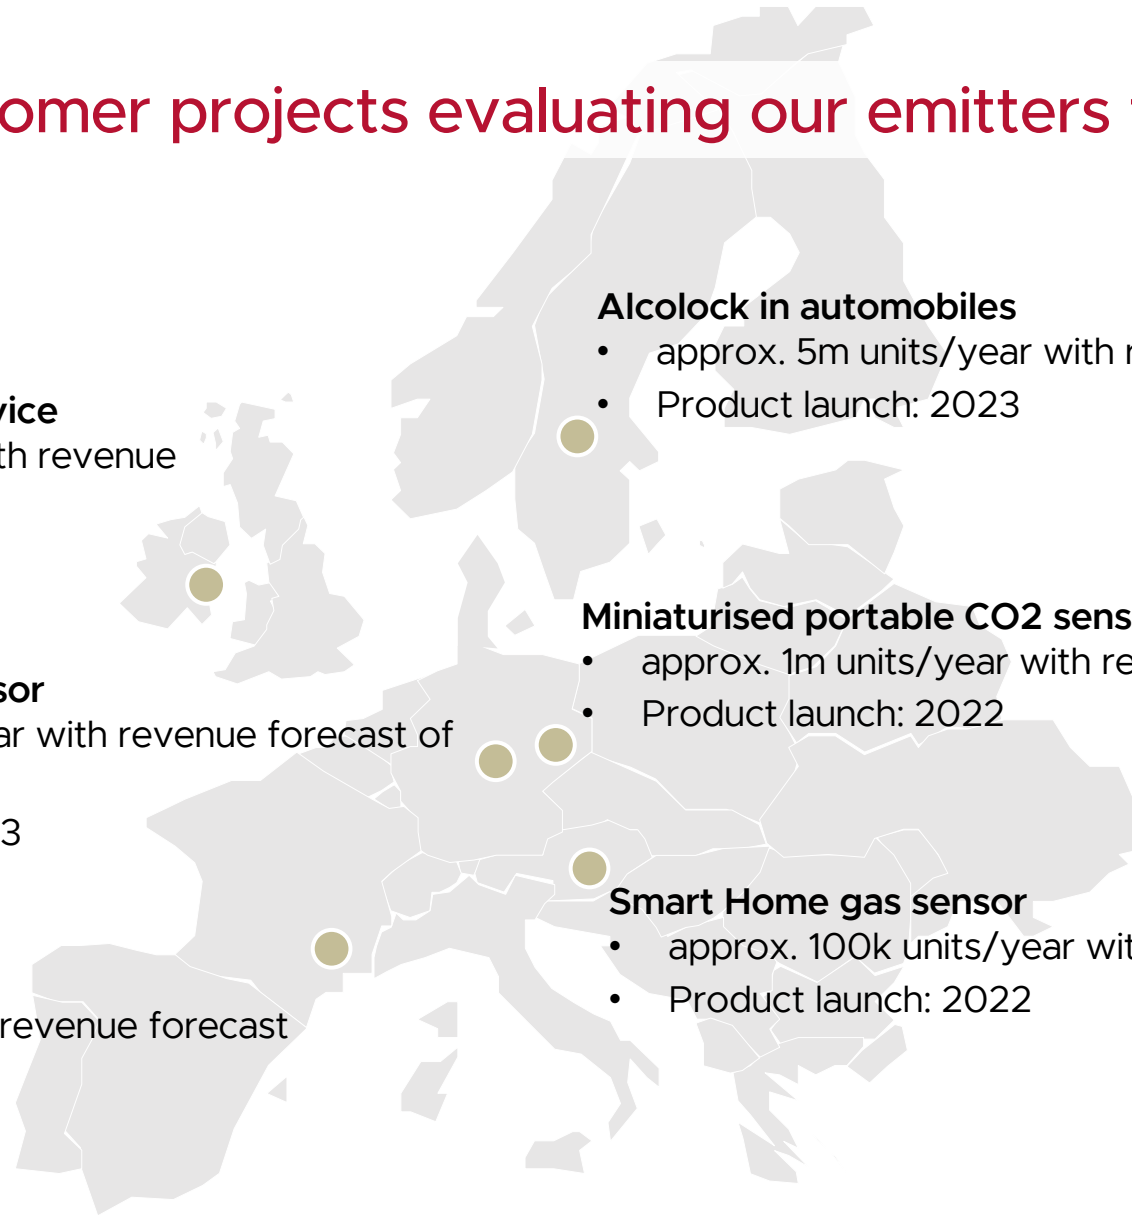 omer projects evaluating our emitters
Alcolock in automobiles
• approx. 5m units/year with
• Product launch: 2023
vice
th revenue
Miniaturised portable CO2 sens
• approx. 1m units/year with re
• Product launch: 2022
sor
ar with revenue forecast of
3
Smart Home gas sensor
• approx. 100k units/year wit
• Product launch: 2022
revenue forecast